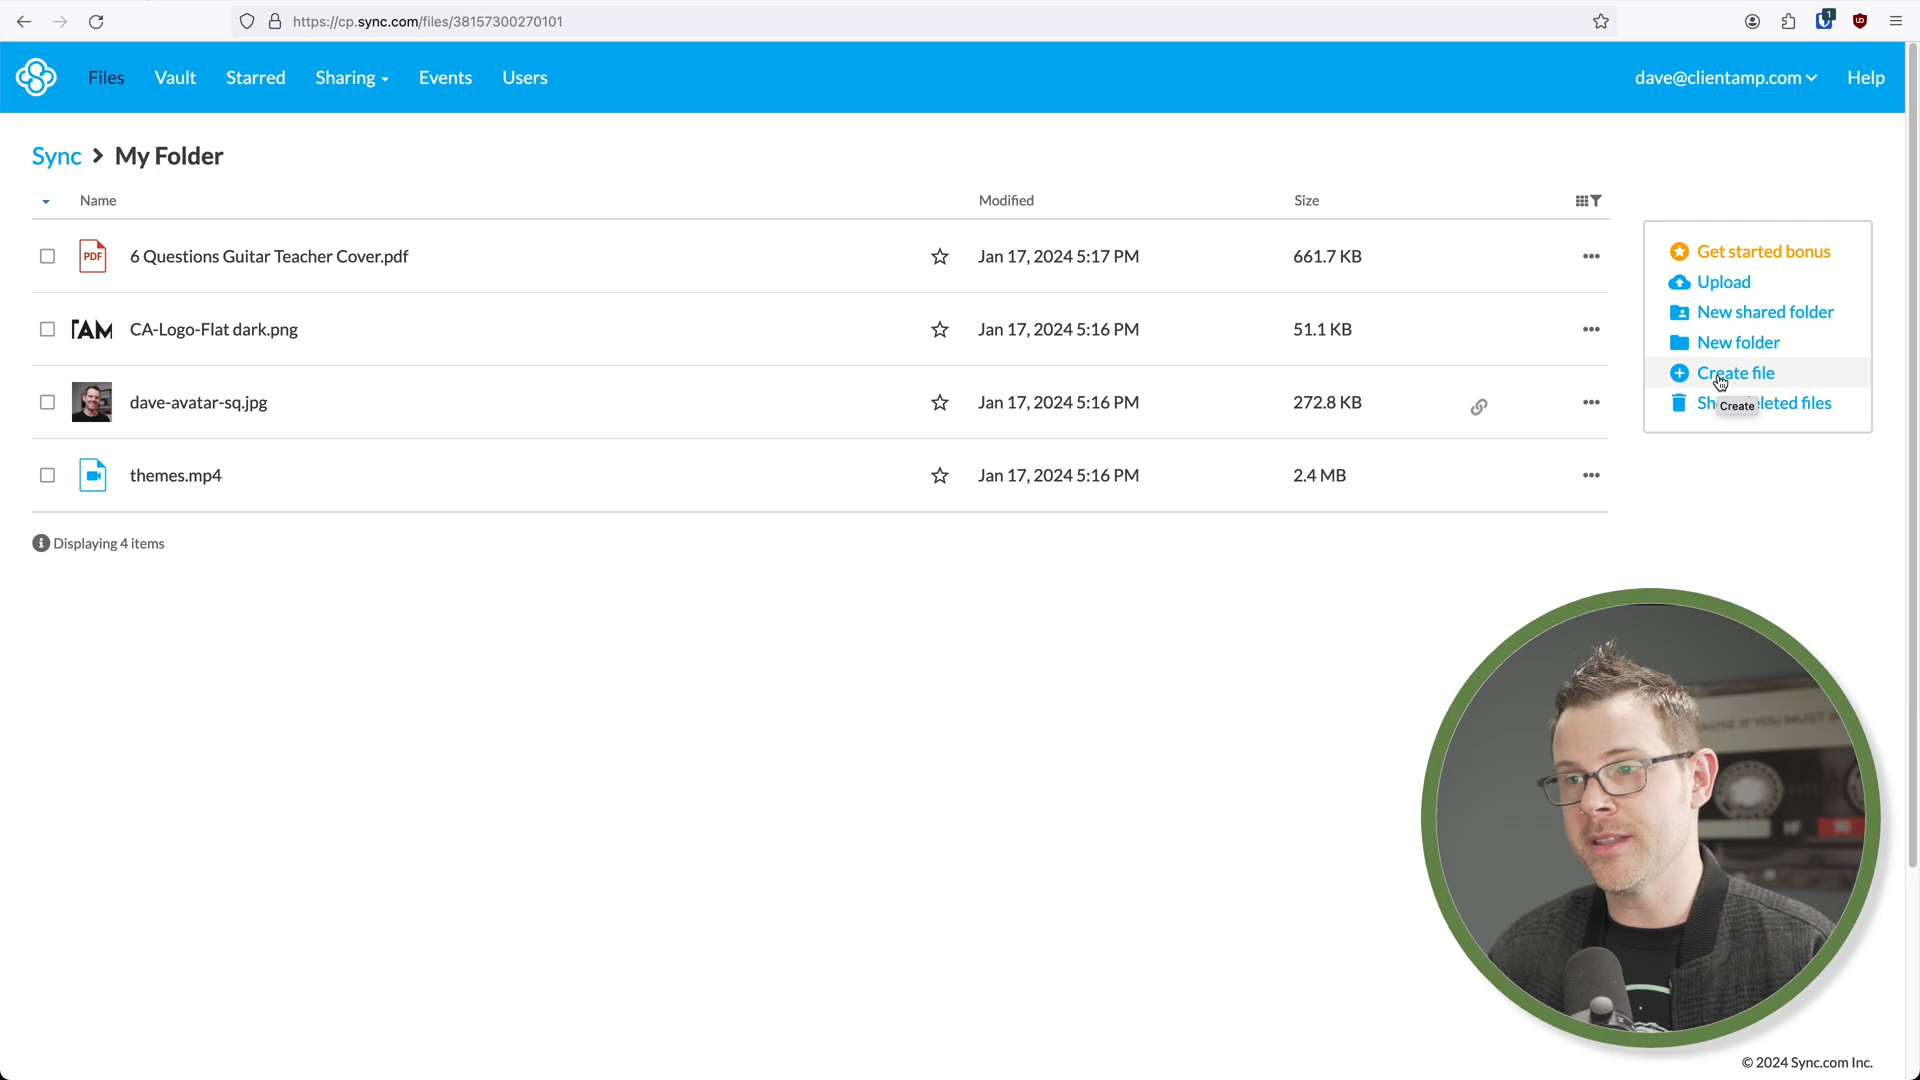 https://cp.sync.com/files/38157300270101
1
Files Vault Starred Sharing Events Users dave@clientamp.com Help
Sync > My Folder
Name Modified Size
PDF 6 Questions Guitar Teacher Cover.pdf Jan 17, 2024 5:17 PM 661.7 KB
AM CA-Logo-Flat dark.png Jan 17, 2024 5:16 PM 51.1 KB
dave-avatar-sq.jpg Jan 17, 2024 5:16 PM 272.8 KB
themes.mp4 Jan 17, 2024 5:16 PM 2.4 MB
Displaying 4 items
Get started bonus
Upload
New shared folder
New folder
Create file
Create
files
© 2024 Sync.com Inc.